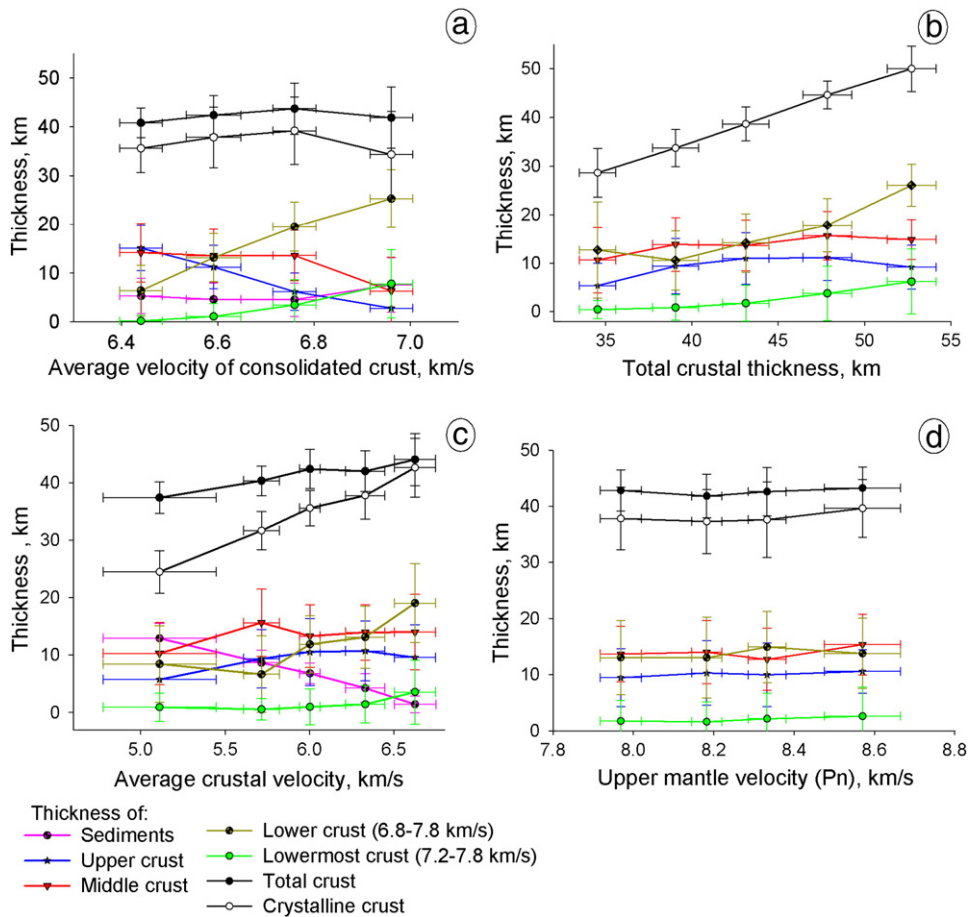 a
50
40
30
20
10
0
Thickness, km
6.4
6.6
6.8
7.0
Average velocity of consolidated crust, km/s
b
50
40
30
20
10
0
Thickness, km
35
40
45
50
55
Total crustal thickness, km
c
50
40
30
20
10
0
Thickness , km
5.0
5.5
6.0
6.5
Average crustal velocity, km/s
d
50
40
30
20
10
0
Thickness, km
7.8
8.0
8.2
8.4
8.6
8.8
Upper mantle velocity (Pn), km/s
Thickness of:
Sediments
Upper crust
Middle crust
Lower crust (6.8-7.8 km/s)
Lowermost crust (7.2-7.8 km/s)
Total crust
Crystalline crust